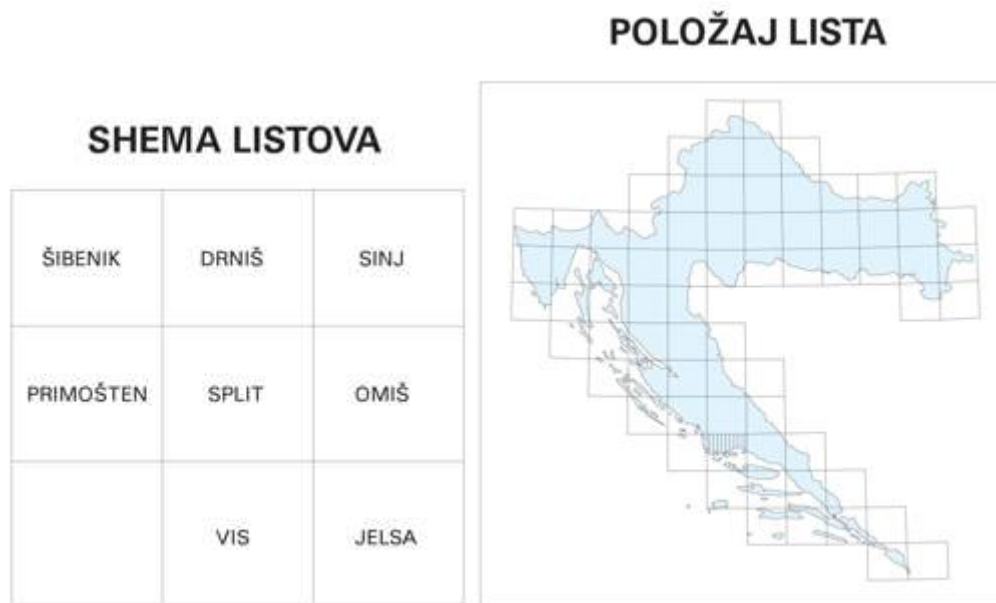 POLOŽAJ LISTA
SHEMA LISTOVA
ŠIBENIK DRNIŠ SINJ
PRIMOŠTEN SPLIT OMIŠ
VIS JELSA